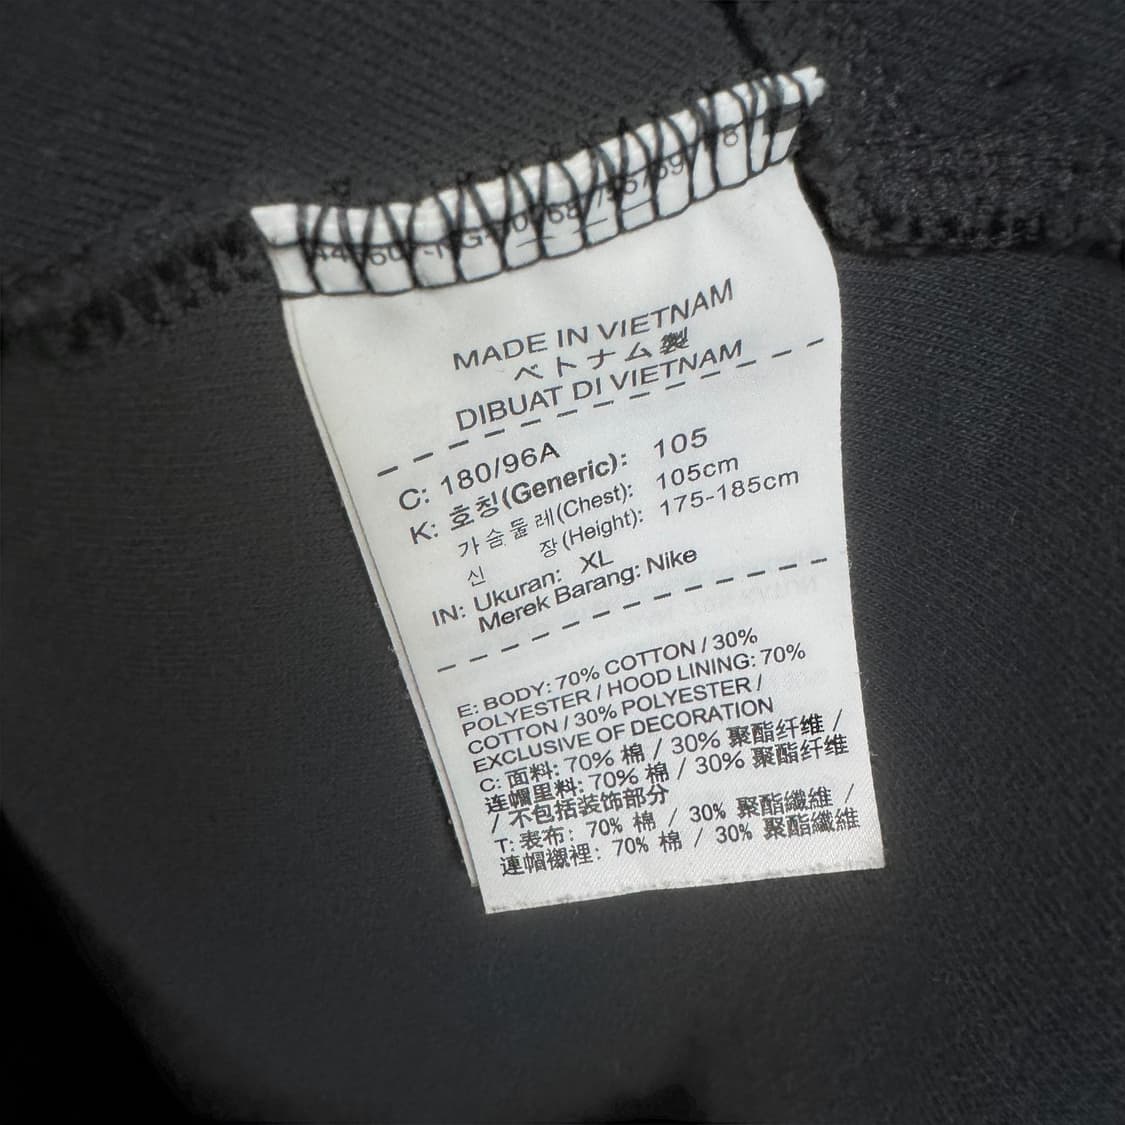 MADE IN VIETNAM
ベトナム製
DIBUAT DI VIETNAM
C: 180/96A
K: 호칭(Generic): 105
가슴둘레(Chest): 105cm
신 장(Height): 175-185cm
IN: Ukuran: XL
Merek Barang: Nike
E: BODY: 70% COTTON / 30%
POLYESTER / HOOD LINING: 70%
COTTON / 30% POLYESTER /
EXCLUSIVE OF DECORATION
C: 面料: 70% 棉 / 30% 聚酯纤维 /
连帽里料: 70% 棉 / 30% 聚酯纤维
/ 不包括装饰部分
T: 表布: 70% 棉 / 30% 聚酯纖維 /
連帽襯裡: 70% 棉 / 30% 聚酯纖維